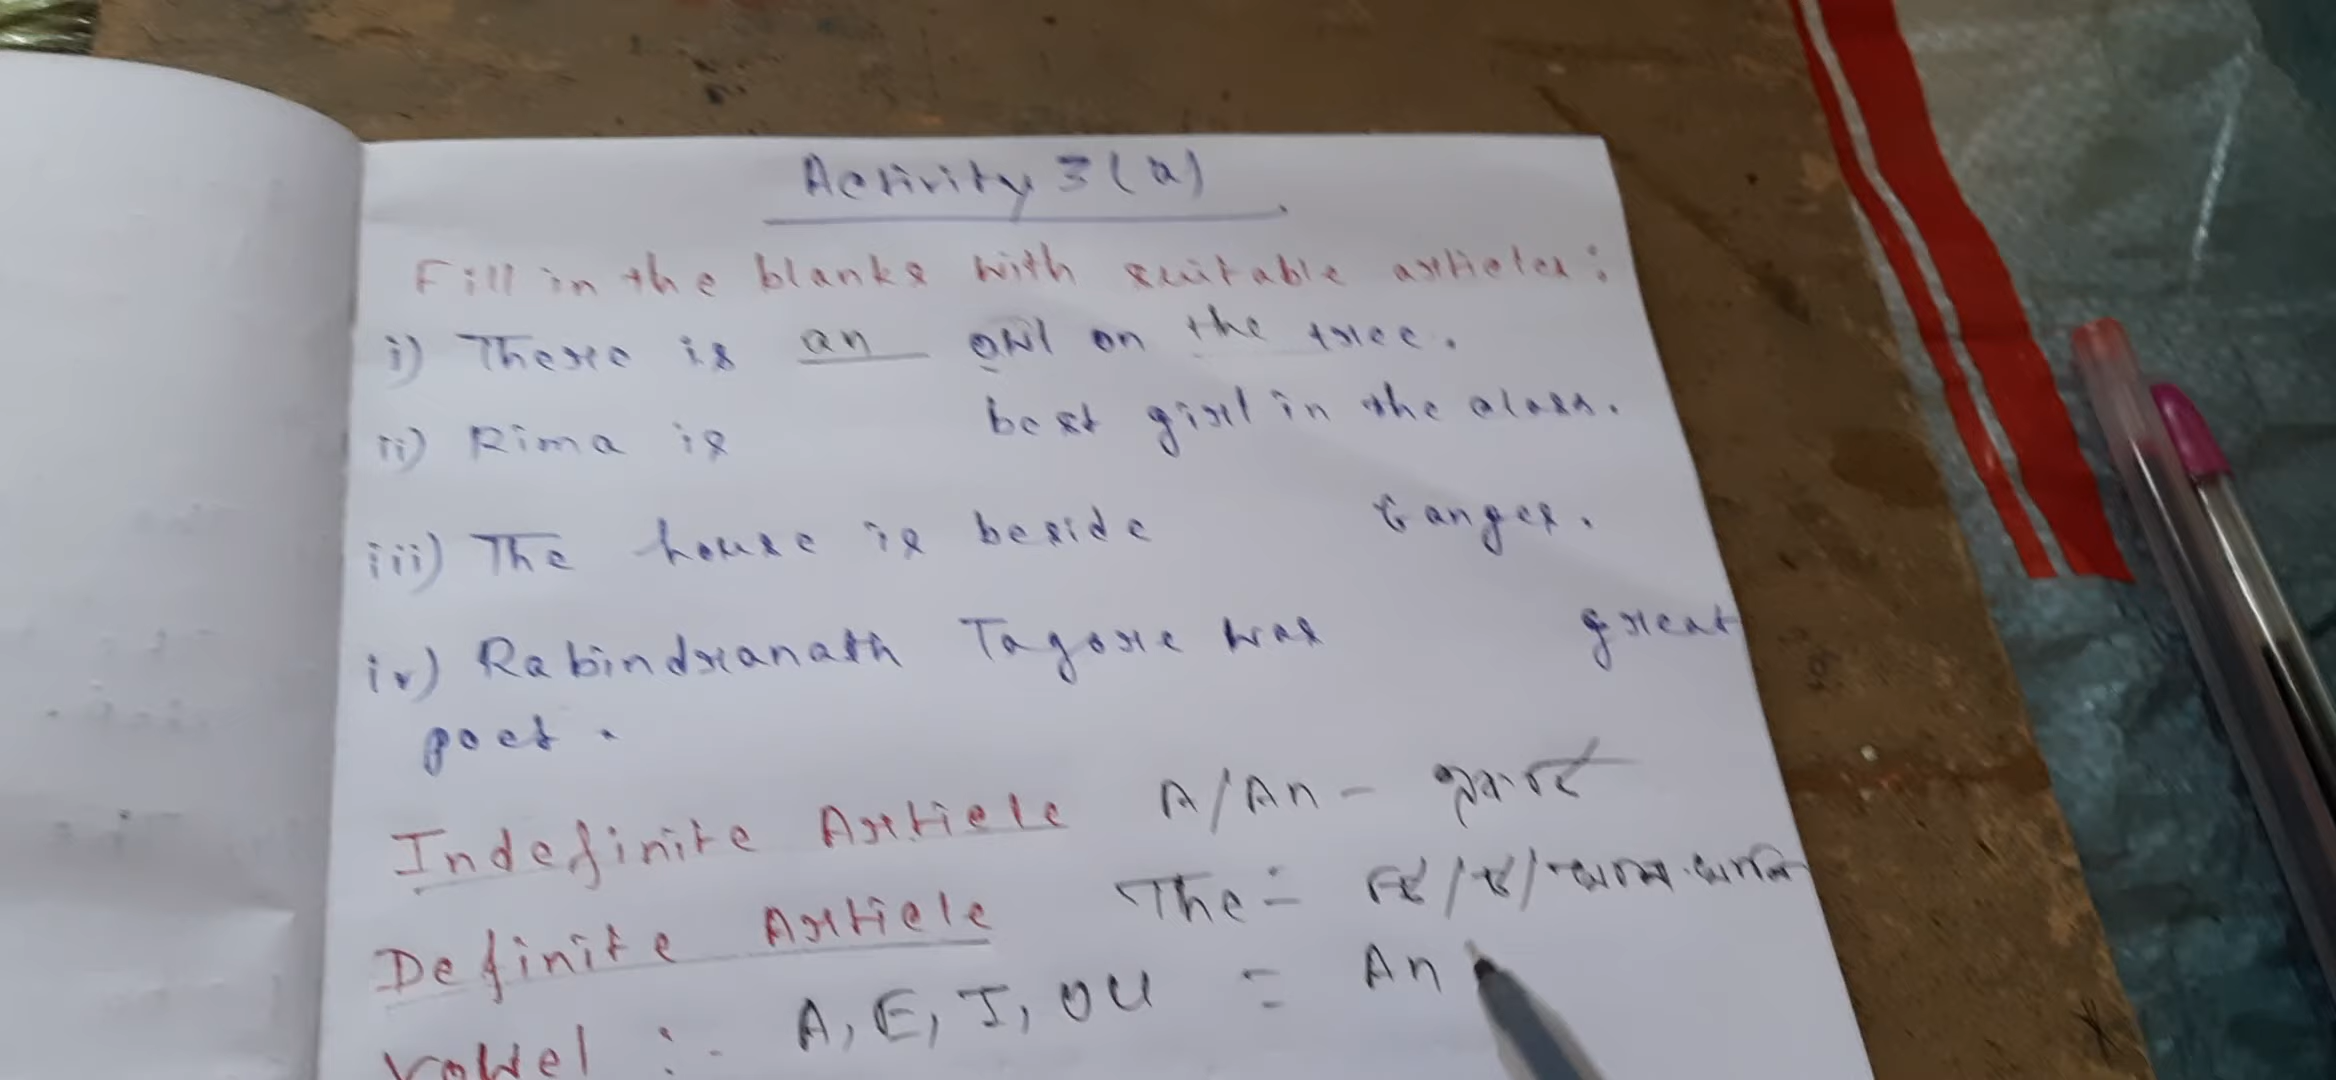 Activity 3(a)
Fill in the blanks with suitable articles:
i) There is an owl on the tree.
ii) Rima is best girl in the class.
iii) The house is beside Ganges.
iv) Rabindranath Tagore was great
poet.
Indefinite Article A/An -
Definite Article The =
Vowel :- A, E, I, O U = An